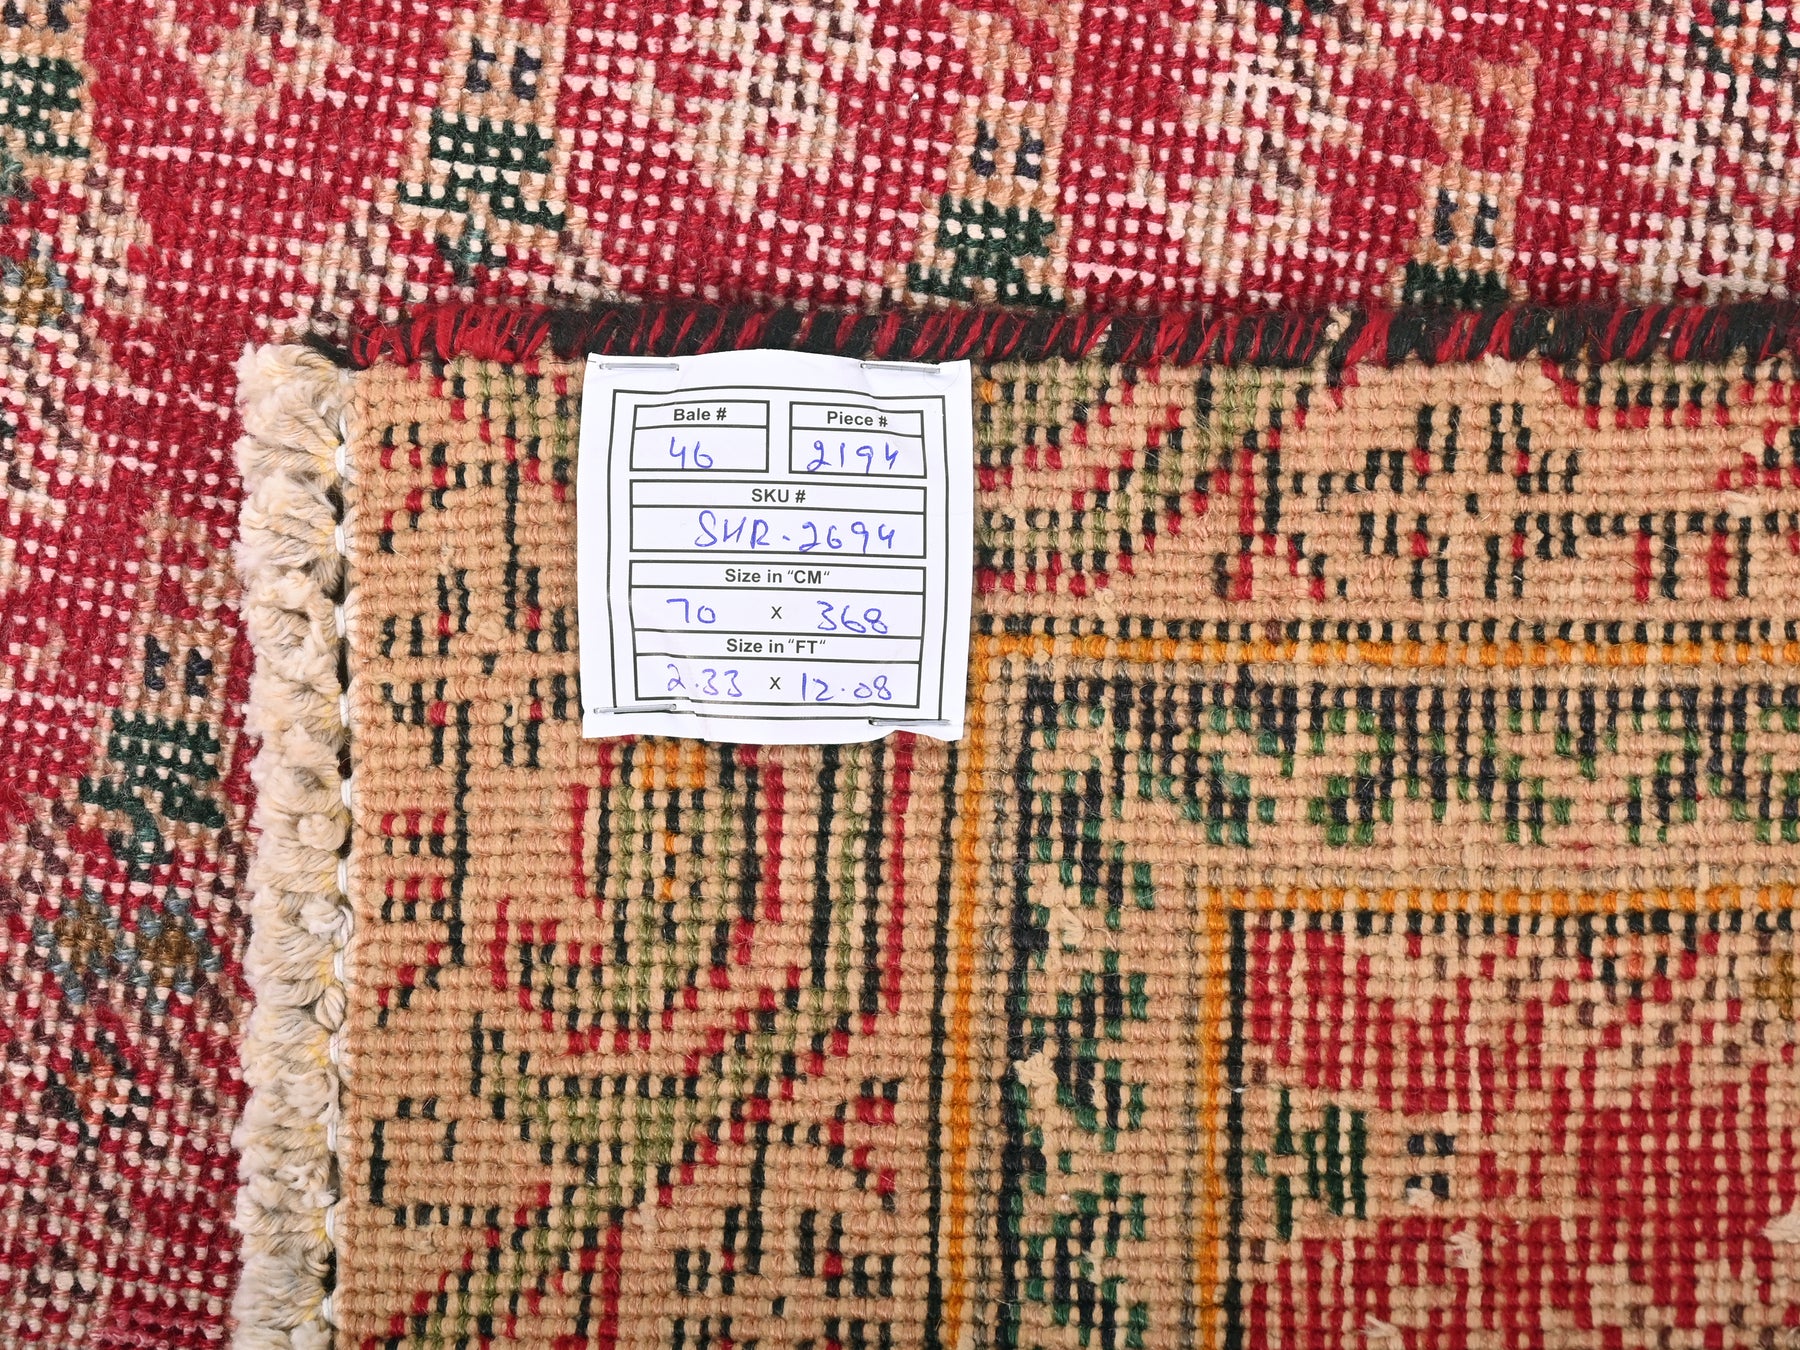 Bale # Piece #
46 2194
SKU #
SHR-2694
Size in "CM"
70 x 368
Size in "FT"
2.33 x 12.08